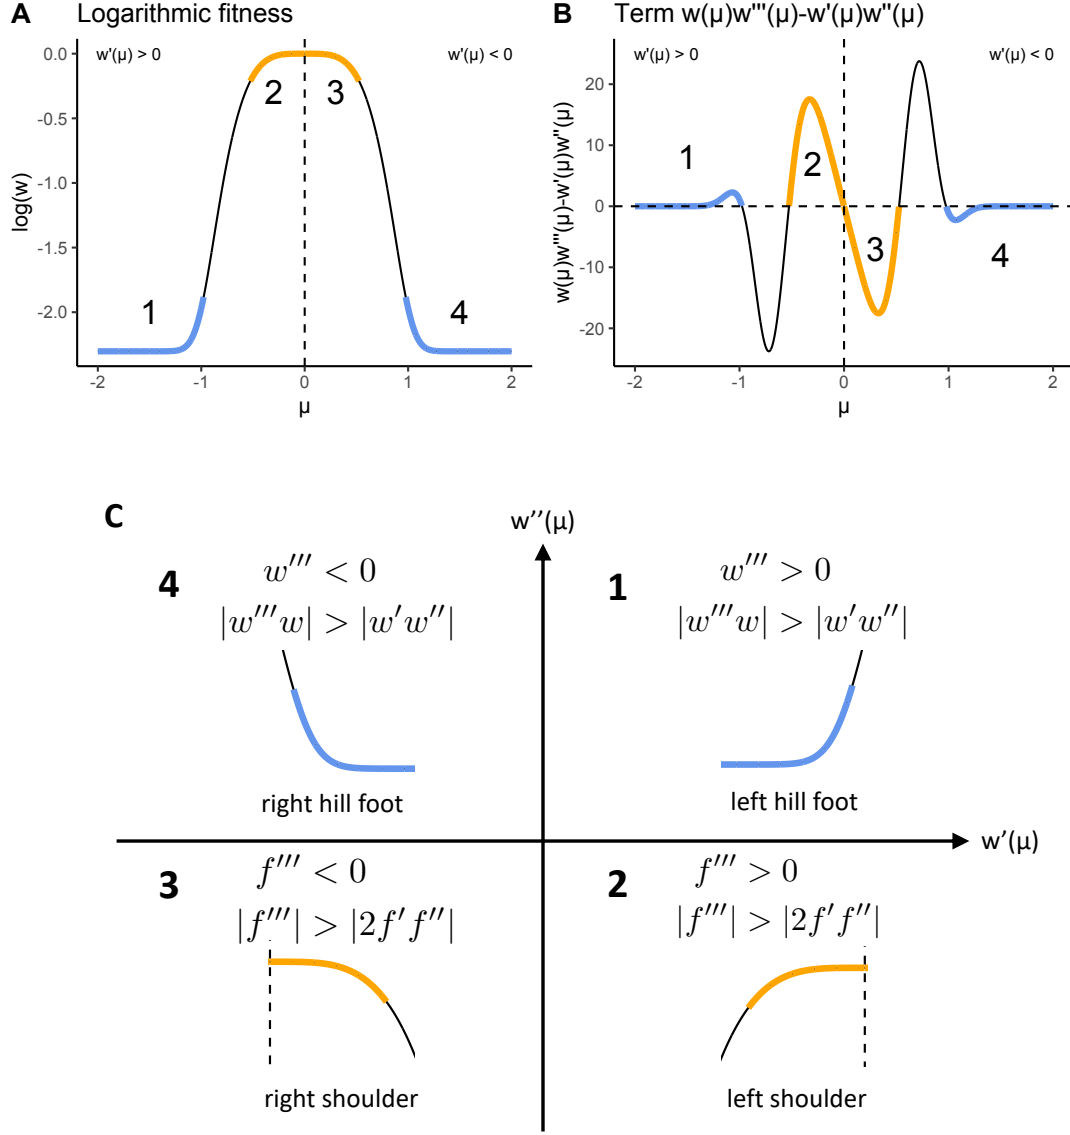 A
Logarithmic fitness
w'(μ) > 0
w'(μ) < 0
log(w)
0.0
-0.5
-1.0
-1.5
-2.0
1
2
3
4
-2
-1
0
1
2
μ
B
Term w(μ)w'''(μ)-w'(μ)w''(μ)
w'(μ) > 0
w'(μ) < 0
w(μ)w'''(μ)-w'(μ)w''(μ)
20
10
0
-10
-20
1
2
3
4
-2
-1
0
1
2
μ
C
w''(μ)
w'(μ)
4
w''' < 0
|w'''w| > |w'w''|
right hill foot
1
w''' > 0
|w'''w| > |w'w''|
left hill foot
3
f''' < 0
|f'''| > |2f'f''|
right shoulder
2
f''' > 0
|f'''| > |2f'f''|
left shoulder